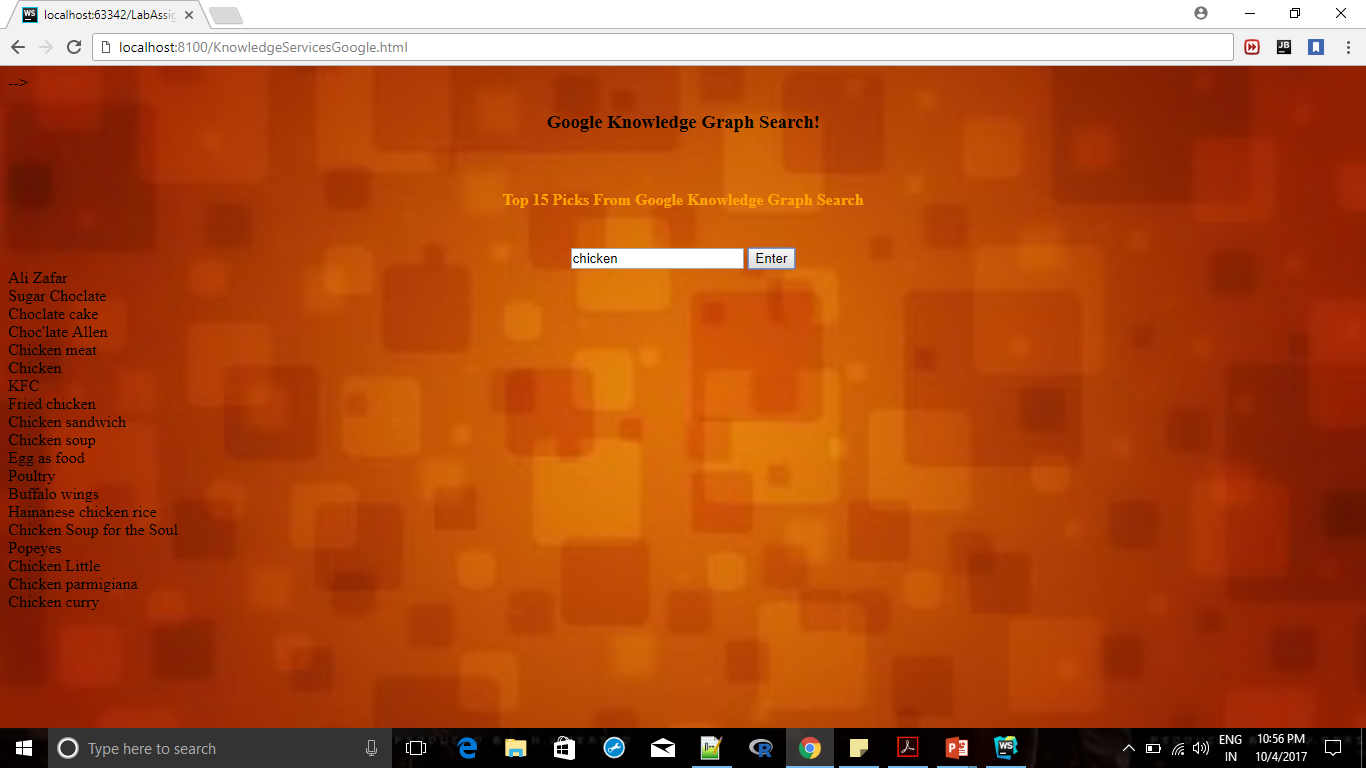 localhost:63342/LabAssig
localhost:8100/KnowledgeServicesGoogle.html
JB
-->
Google Knowledge Graph Search!
Top 15 Picks From Google Knowledge Graph Search
chicken Enter
Ali Zafar
Sugar Choclate
Choclate cake
Choc'late Allen
Chicken meat
Chicken
KFC
Fried chicken
Chicken sandwich
Chicken soup
Egg as food
Poultry
Buffalo wings
Hainanese chicken rice
Chicken Soup for the Soul
Popeyes
Chicken Little
Chicken parmigiana
Chicken curry
Type here to search
ENG 10:56 PM
IN 10/4/2017